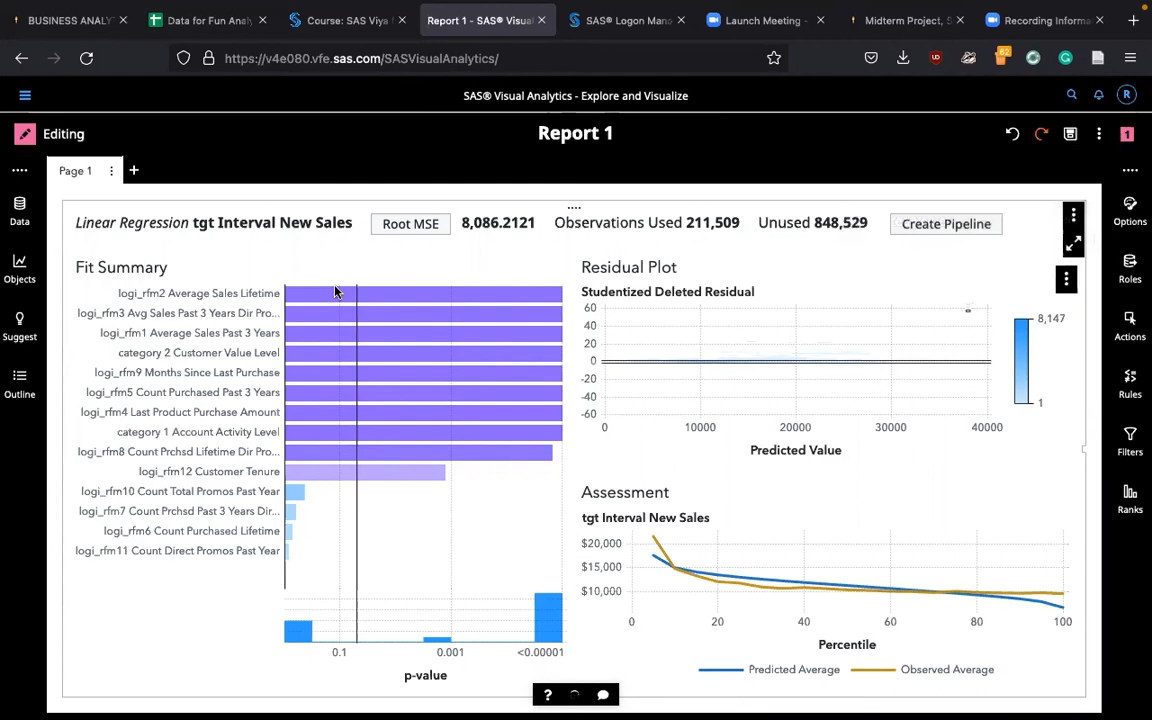 BUSINESS ANALY
Data for Fun Analy
Course: SAS Viya
Report 1 - SAS® Visual
SAS® Logon Mana
Launch Meeting -
Midterm Project, S
Recording Informa
https://v4e080.vfe.sas.com/SASVisualAnalytics/
62
SAS® Visual Analytics - Explore and Visualize
R
Editing
Report 1
1
Page 1
Data
Objects
Suggest
Outline
Options
Roles
Actions
Rules
Filters
Ranks
Linear Regression tgt Interval New Sales
Root MSE
8,086.2121
Observations Used 211,509
Unused 848,529
Create Pipeline
Fit Summary
logi_rfm2 Average Sales Lifetime
logi_rfm3 Avg Sales Past 3 Years Dir Pro...
logi_rfm1 Average Sales Past 3 Years
category 2 Customer Value Level
logi_rfm9 Months Since Last Purchase
logi_rfm5 Count Purchased Past 3 Years
logi_rfm4 Last Product Purchase Amount
category 1 Account Activity Level
logi_rfm8 Count Prchsd Lifetime Dir Pro...
logi_rfm12 Customer Tenure
logi_rfm10 Count Total Promos Past Year
logi_rfm7 Count Prchsd Past 3 Years Dir...
logi_rfm6 Count Purchased Lifetime
logi_rfm11 Count Direct Promos Past Year
0.1 0.001 <0.00001
p-value
Residual Plot
Studentized Deleted Residual
60
40
20
0
-20
-40
-60
0 10000 20000 30000 40000
Predicted Value
8,147
1
Assessment
tgt Interval New Sales
$20,000
$15,000
$10,000
0 20 40 60 80 100
Percentile
Predicted Average
Observed Average
?